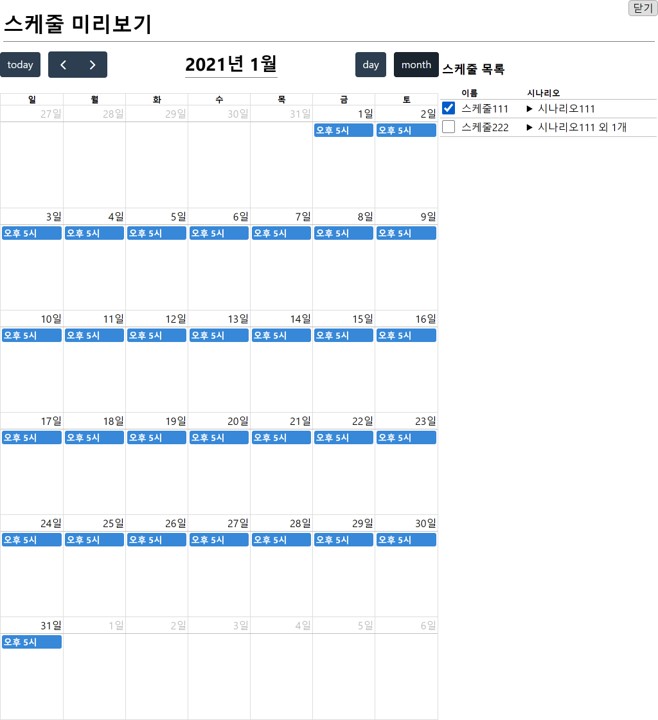 닫기
스케줄 미리보기
today
2021년 1월
day month
스케줄 목록
이름 시나리오
스케줄111 ▶ 시나리오111
스케줄222 ▶ 시나리오111 외 1개
일 월 화 수 목 금 토
27일 28일 29일 30일 31일 1일 2일
오후 5시 오후 5시
3일 4일 5일 6일 7일 8일 9일
오후 5시 오후 5시 오후 5시 오후 5시 오후 5시 오후 5시 오후 5시
10일 11일 12일 13일 14일 15일 16일
오후 5시 오후 5시 오후 5시 오후 5시 오후 5시 오후 5시 오후 5시
17일 18일 19일 20일 21일 22일 23일
오후 5시 오후 5시 오후 5시 오후 5시 오후 5시 오후 5시 오후 5시
24일 25일 26일 27일 28일 29일 30일
오후 5시 오후 5시 오후 5시 오후 5시 오후 5시 오후 5시 오후 5시
31일 1일 2일 3일 4일 5일 6일
오후 5시